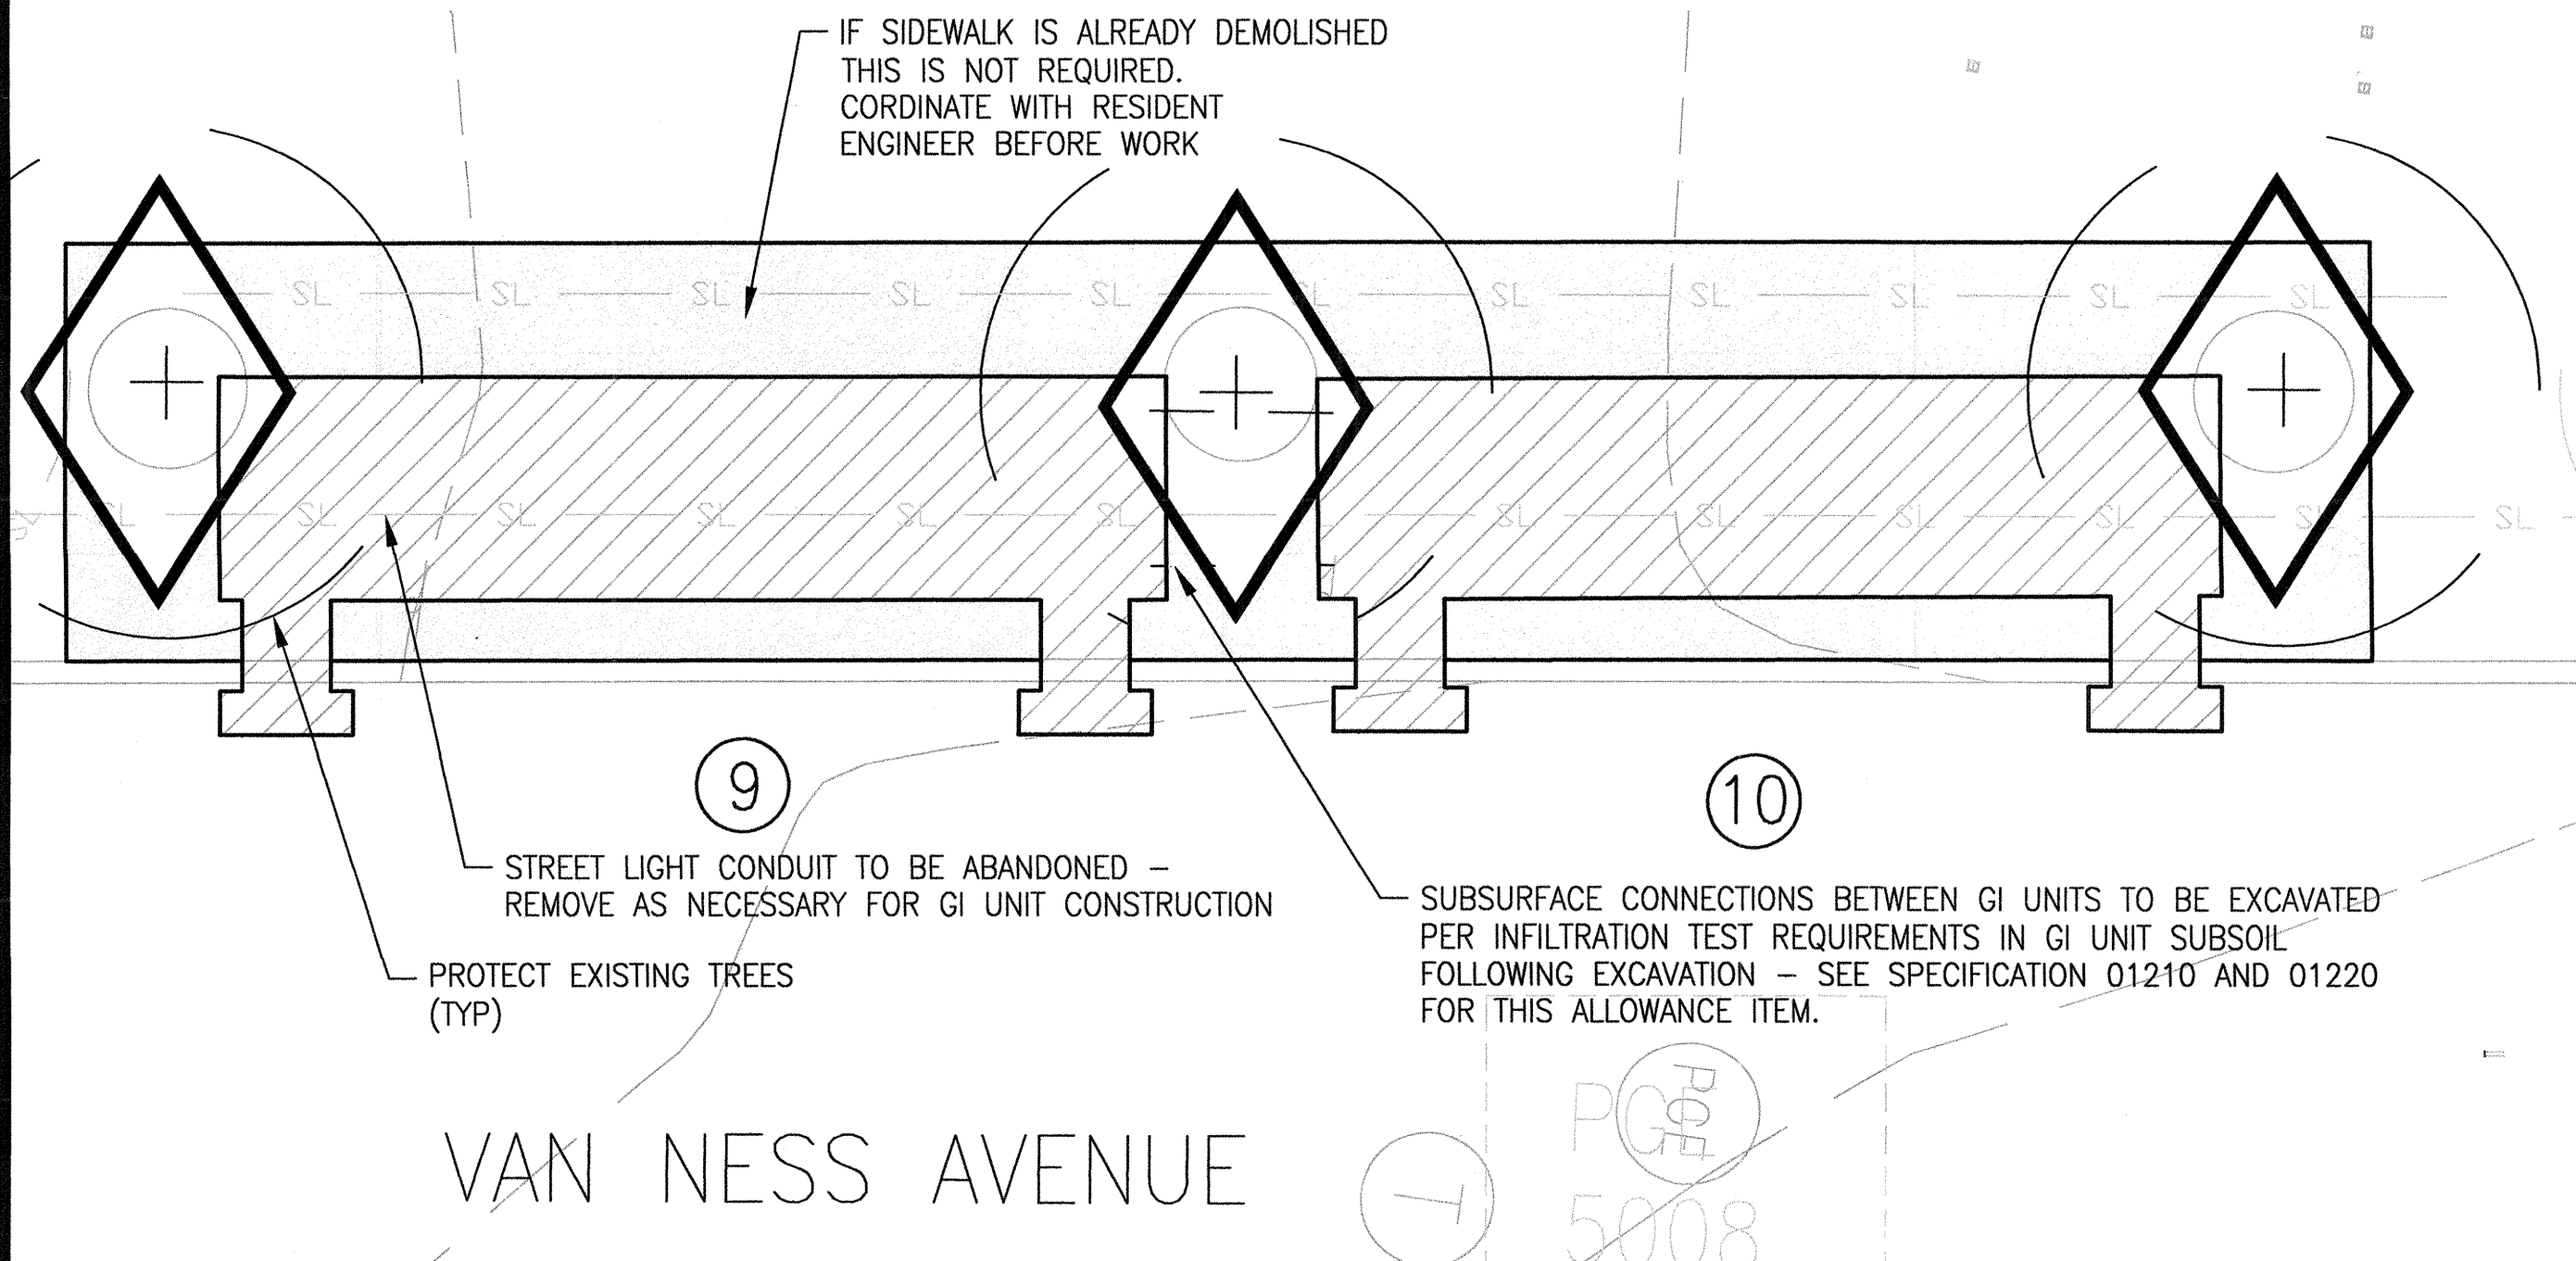 IF SIDEWALK IS ALREADY DEMOLISHED
THIS IS NOT REQUIRED.
CORDINATE WITH RESIDENT
ENGINEER BEFORE WORK
SL SL SL SL SL SL SL SL SL SL SL
SL SL SL SL SL SL SL SL SL SL SL SL SL
9
10
STREET LIGHT CONDUIT TO BE ABANDONED –
REMOVE AS NECESSARY FOR GI UNIT CONSTRUCTION
PROTECT EXISTING TREES
(TYP)
SUBSURFACE CONNECTIONS BETWEEN GI UNITS TO BE EXCAVATED
PER INFILTRATION TEST REQUIREMENTS IN GI UNIT SUBSOIL
FOLLOWING EXCAVATION – SEE SPECIFICATION 01210 AND 01220
FOR THIS ALLOWANCE ITEM.
VAN NESS AVENUE
T
PCE
5008